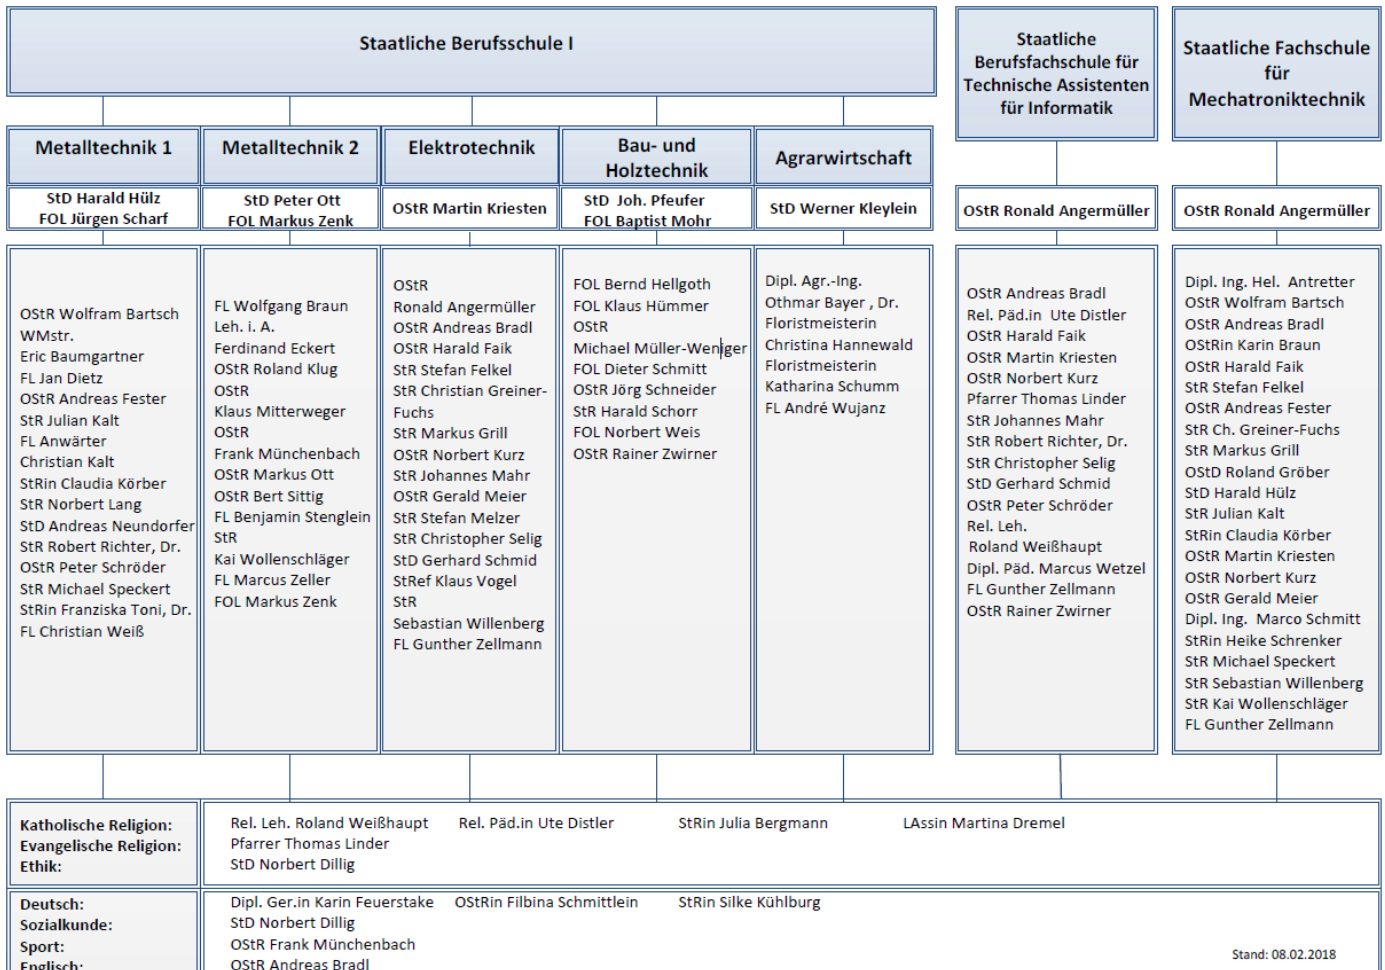 Staatliche Berufsschule I
Staatliche
Berufsfachschule für
Technische Assistenten
für Informatik
Staatliche Fachschule
für
Mechatroniktechnik
Metalltechnik 1
Metalltechnik 2
Elektrotechnik
Bau- und
Holztechnik
Agrarwirtschaft
StD Harald Hülz
FOL Jürgen Scharf
StD Peter Ott
FOL Markus Zenk
OStR Martin Kriesten
StD Joh. Pfeufer
FOL Baptist Mohr
StD Werner Kleylein
OStR Ronald Angermüller
OStR Ronald Angermüller
OStR Wolfram Bartsch
WMstr.
Eric Baumgartner
FL Jan Dietz
OStR Andreas Fester
StR Julian Kalt
FL Anwärter
Christian Kalt
StRin Claudia Körber
StR Norbert Lang
StD Andreas Neundorfer
StR Robert Richter, Dr.
OStR Peter Schröder
StR Michael Speckert
StRin Franziska Toni, Dr.
FL Christian Weiß
FL Wolfgang Braun
Leh. i. A.
Ferdinand Eckert
OStR Roland Klug
OStR
Klaus Mitterweger
OStR
Frank Münchenbach
OStR Markus Ott
OStR Bert Sittig
FL Benjamin Stenglein
StR
Kai Wollenschläger
FL Marcus Zeller
FOL Markus Zenk
OStR
Ronald Angermüller
OStR Andreas Bradl
OStR Harald Faik
StR Stefan Felkel
StR Christian Greiner-
Fuchs
StR Markus Grill
OStR Norbert Kurz
StR Johannes Mahr
OStR Gerald Meier
StR Stefan Melzer
StR Christopher Selig
StD Gerhard Schmid
StRef Klaus Vogel
StR
Sebastian Willenberg
FL Gunther Zellmann
FOL Bernd Hellgoth
FOL Klaus Hümmer
OStR
Michael Müller-Weniger
FOL Dieter Schmitt
OStR Jörg Schneider
StR Harald Schorr
FOL Norbert Weis
OStR Rainer Zwirner
Dipl. Agr.-Ing.
Othmar Bayer , Dr.
Floristmeisterin
Christina Hannewald
Floristmeisterin
Katharina Schumm
FL André Wujanz
OStR Andreas Bradl
Rel. Päd.in Ute Distler
OStR Harald Faik
OStR Martin Kriesten
OStR Norbert Kurz
Pfarrer Thomas Linder
StR Johannes Mahr
StR Robert Richter, Dr.
StR Christopher Selig
StD Gerhard Schmid
OStR Peter Schröder
Rel. Leh.
Roland Weißhaupt
Dipl. Päd. Marcus Wetzel
FL Gunther Zellmann
OStR Rainer Zwirner
Dipl. Ing. Hel. Antretter
OStR Wolfram Bartsch
OStR Andreas Bradl
OStRin Karin Braun
OStR Harald Faik
StR Stefan Felkel
OStR Andreas Fester
StR Ch. Greiner-Fuchs
StR Markus Grill
OStD Roland Gröber
StD Harald Hülz
StR Julian Kalt
StRin Claudia Körber
OStR Martin Kriesten
OStR Norbert Kurz
OStR Gerald Meier
Dipl. Ing. Marco Schmitt
StRin Heike Schrenker
StR Michael Speckert
StR Sebastian Willenberg
StR Kai Wollenschläger
FL Gunther Zellmann
Katholische Religion: Rel. Leh. Roland Weißhaupt Rel. Päd.in Ute Distler StRin Julia Bergmann LAssin Martina Dremel
Evangelische Religion: Pfarrer Thomas Linder
Ethik: StD Norbert Dillig
Deutsch: Dipl. Ger.in Karin Feuerstake OStRin Filbina Schmittlein StRin Silke Kühlburg
Sozialkunde: StD Norbert Dillig
Sport: OStR Frank Münchenbach
Englisch: OStR Andreas Bradl
Stand: 08.02.2018